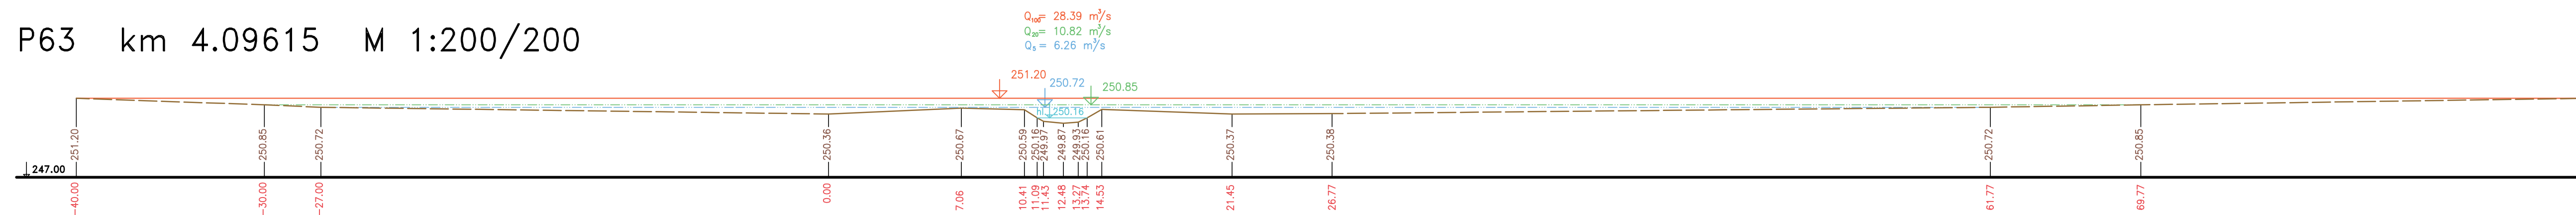 Q100= 28.39 m³/s
P63 km 4.09615 M 1:200/200
Q20= 10.82 m³/s
Q5 = 6.26 m³/s
251.20
250.72
250.85
hl 250.16
251.20 250.85 250.72 250.36 250.67 250.59 250.16 249.97 249.87 249.93 250.16 250.61 250.37 250.38 250.72 250.85
247.00
-40.00 -30.00 -27.00 0.00 7.06 10.41 11.09 11.43 12.48 13.27 13.74 14.53 21.45 26.77 61.77 69.77